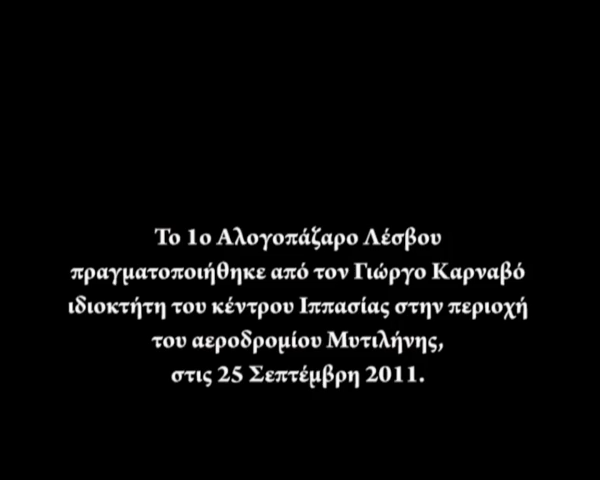 Το 1ο Αλογοπάζαρο Λέσβου
πραγματοποιήθηκε από τον Γιώργο Καρναβό
ιδιοκτήτη του κέντρου Ιππασίας στην περιοχή
του αεροδρομίου Μυτιλήνης,
στις 25 Σεπτέμβρη 2011.